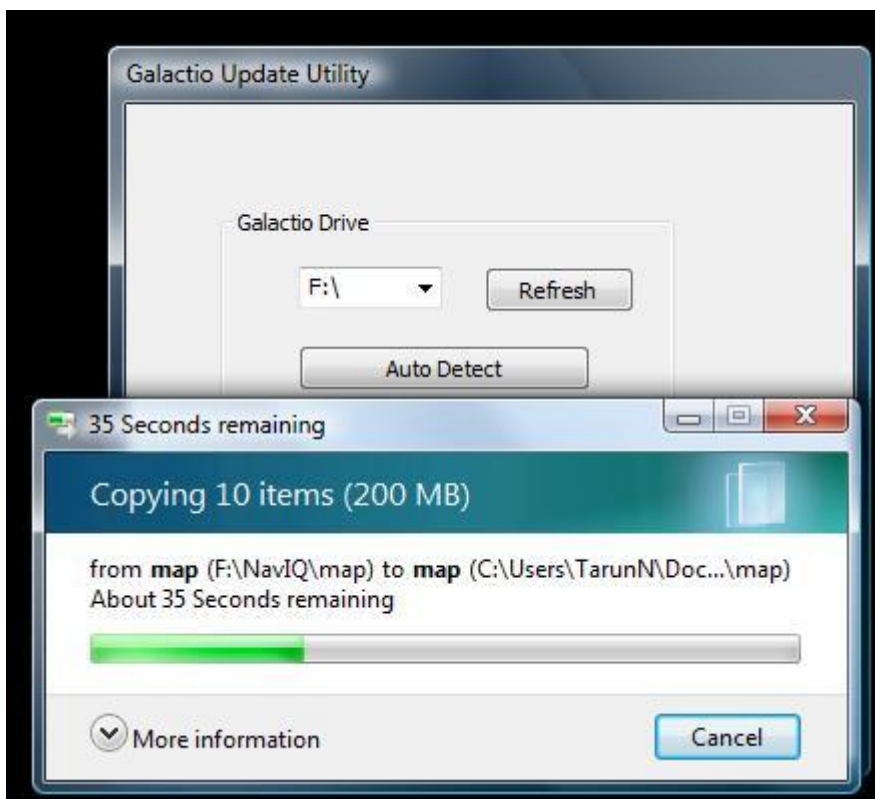 Galactio Update Utility
Galactio Drive
F:\
Refresh
Auto Detect
35 Seconds remaining
Copying 10 items (200 MB)
from map (F:\NavIQ\map) to map (C:\Users\TarunN\Doc...\map)
About 35 Seconds remaining
More information
Cancel